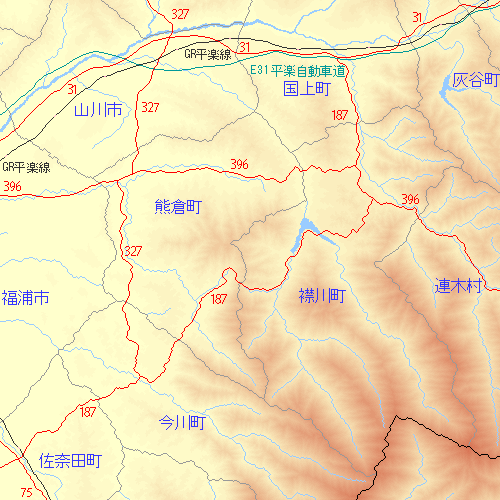 327
31
GR平楽線
31
E31平楽自動車道
灰谷町
31
国上町
山川市
327
187
GR平楽線
396
396
396
熊倉町
327
福浦市
187
襟川町
連木村
187
今川町
佐奈田町
75